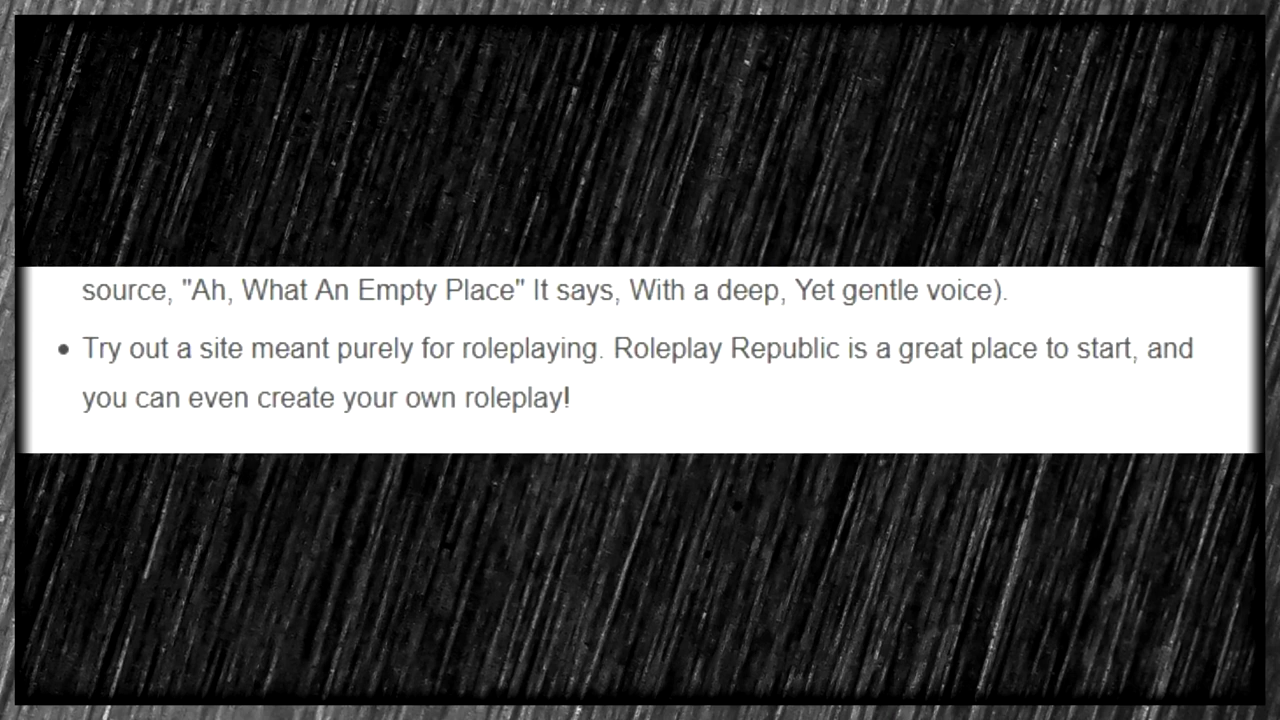 source, "Ah, What An Empty Place" It says, With a deep, Yet gentle voice).
• Try out a site meant purely for roleplaying. Roleplay Republic is a great place to start, and
you can even create your own roleplay!